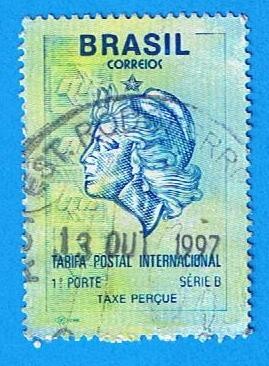 BRASIL
CORREIOS
13 OUT 1997
TARIFA POSTAL INTERNACIONAL
1º PORTE SÉRIE B
TAXE PERÇUE